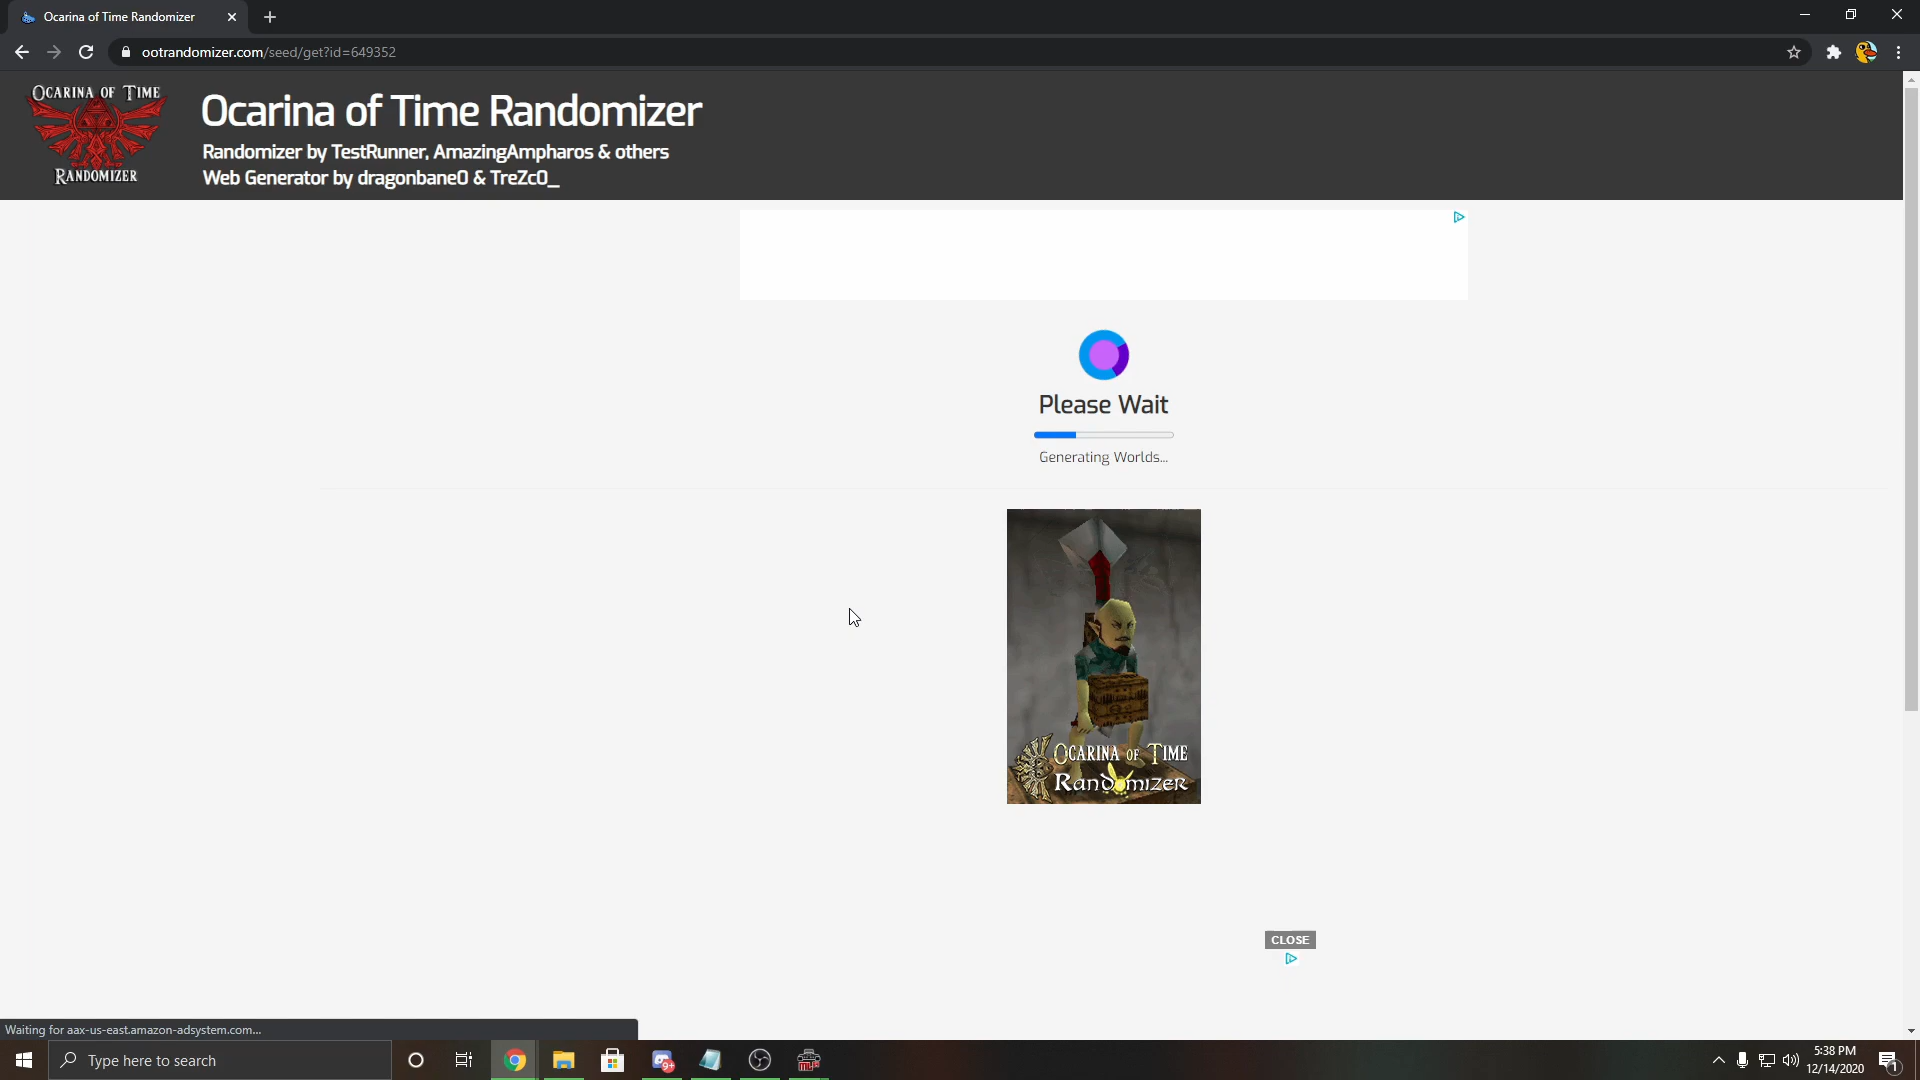 Ocarina of Time Randomizer
ootrandomizer.com/seed/get?id=649352
OCARINA OF TIME
RANDOMIZER
Ocarina of Time Randomizer
Randomizer by TestRunner, AmazingAmpharos & others
Web Generator by dragonbane0 & TreZc0_
Please Wait
Generating Worlds...
OCARINA OF TIME
RANDOMIZER
CLOSE
Waiting for aax-us-east.amazon-adsystem.com...
Type here to search
9+
5:38 PM
12/14/2020
1